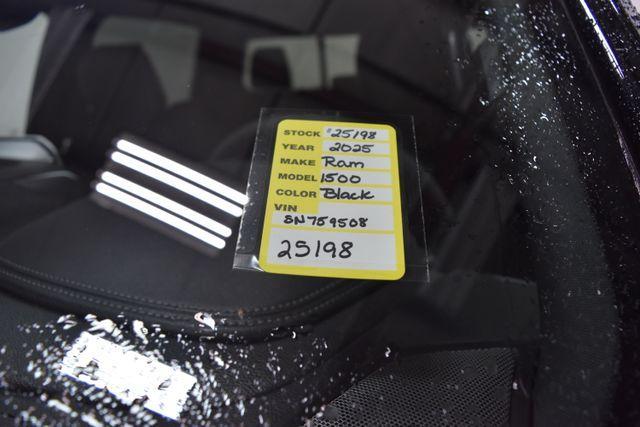 STOCK #25198
YEAR 2025
MAKE Ram
MODEL 1500
COLOR Black
VIN
SN759508
25198